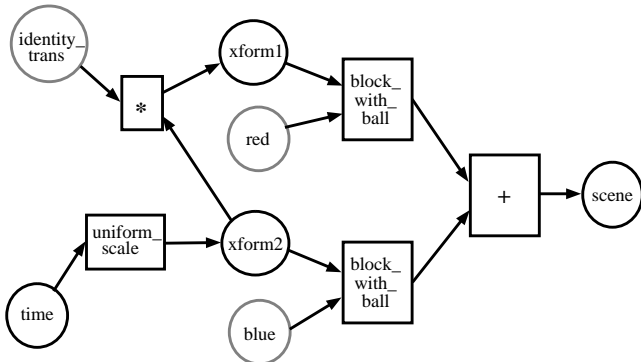 identity_
trans
xform1
block_
with_
ball
*
red
+
scene
uniform_
scale
xform2
block_
with_
ball
time
blue